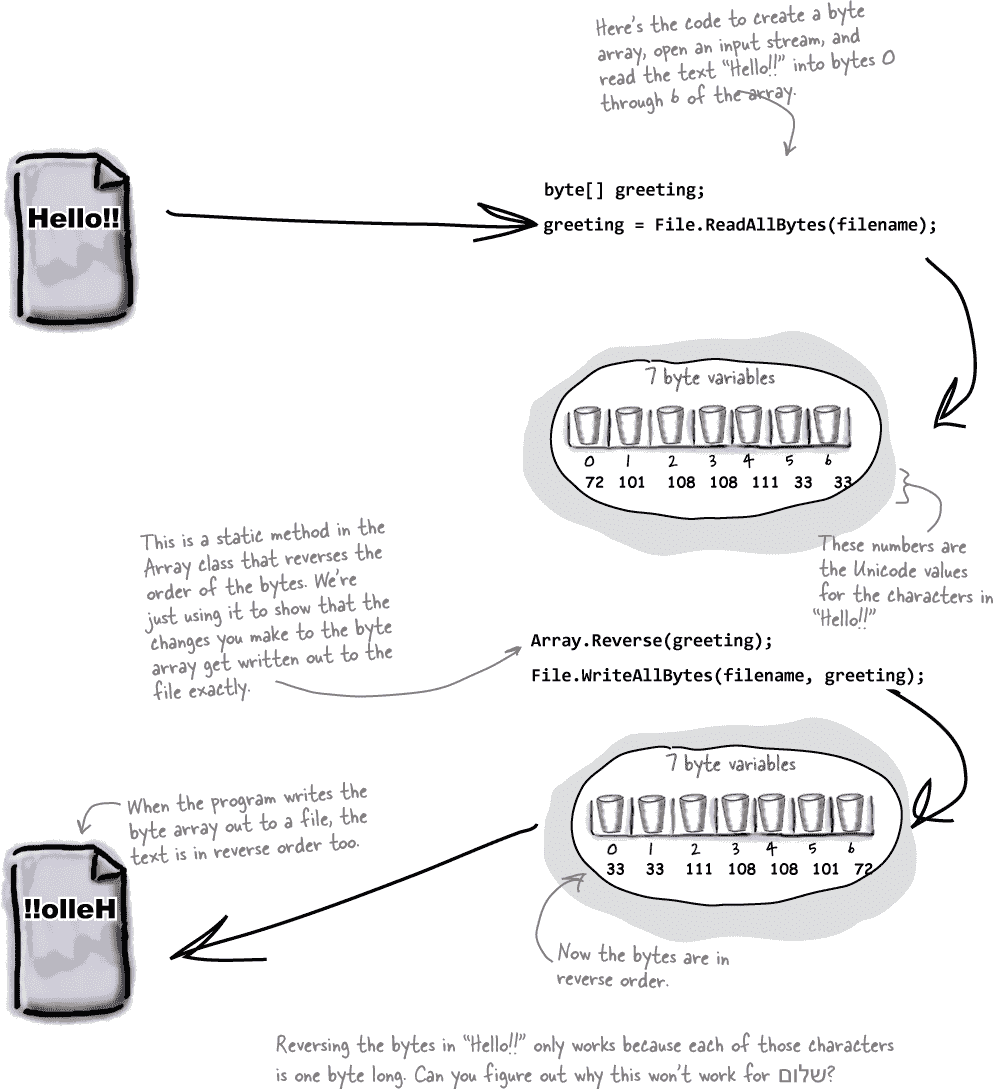 Here's the code to create a byte
array, open an input stream, and
read the text "Hello!!" into bytes 0
through 6 of the array.
Hello!!
byte[] greeting;
greeting = File.ReadAllBytes(filename);
7 byte variables
0 1 2 3 4 5 6
72 101 108 108 111 33 33
These numbers are
the Unicode values
for the characters in
"Hello!!"
This is a static method in the
Array class that reverses the
order of the bytes. We're
just using it to show that the
changes you make to the byte
array get written out to the
file exactly.
Array.Reverse(greeting);
File.WriteAllBytes(filename, greeting);
7 byte variables
0 1 2 3 4 5 6
33 33 111 108 108 101 72
When the program writes the
byte array out to a file, the
text is in reverse order too.
!!olleH
Now the bytes are in
reverse order.
Reversing the bytes in "Hello!!" only works because each of those characters
is one byte long. Can you figure out why this won't work for שלום?